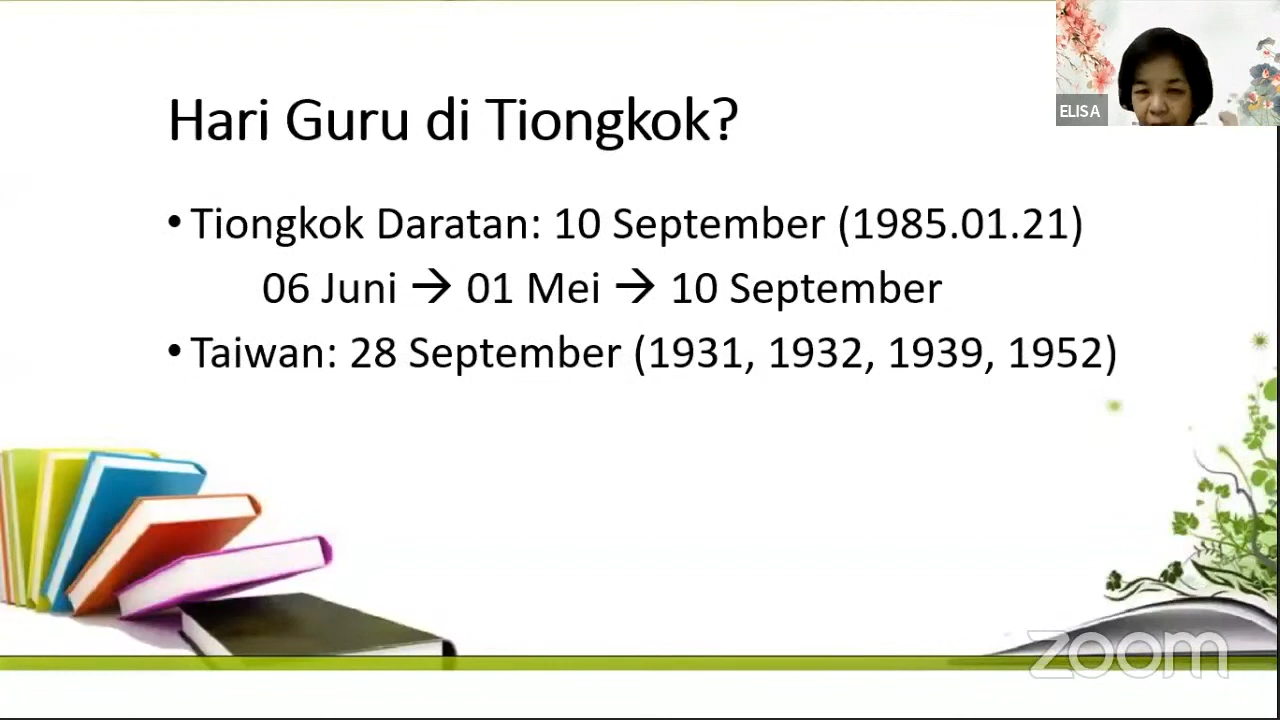 Hari Guru di Tiongkok?
ELISA
• Tiongkok Daratan: 10 September (1985.01.21)
06 Juni → 01 Mei → 10 September
• Taiwan: 28 September (1931, 1932, 1939, 1952)
zoom